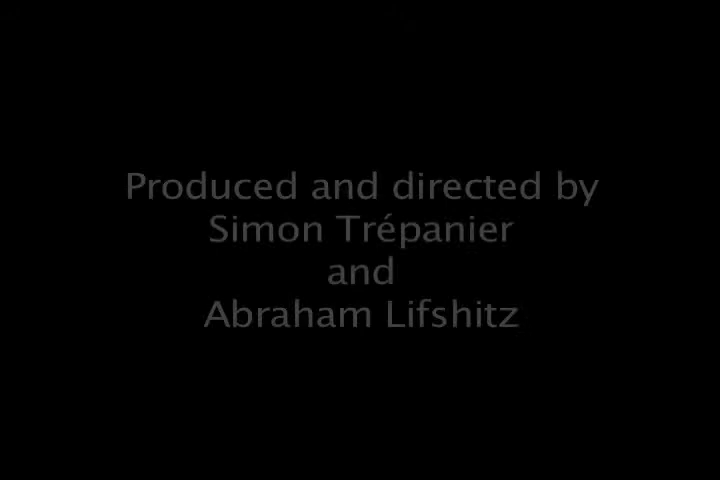 Produced and directed by
Simon Trépanier
and
Abraham Lifshitz